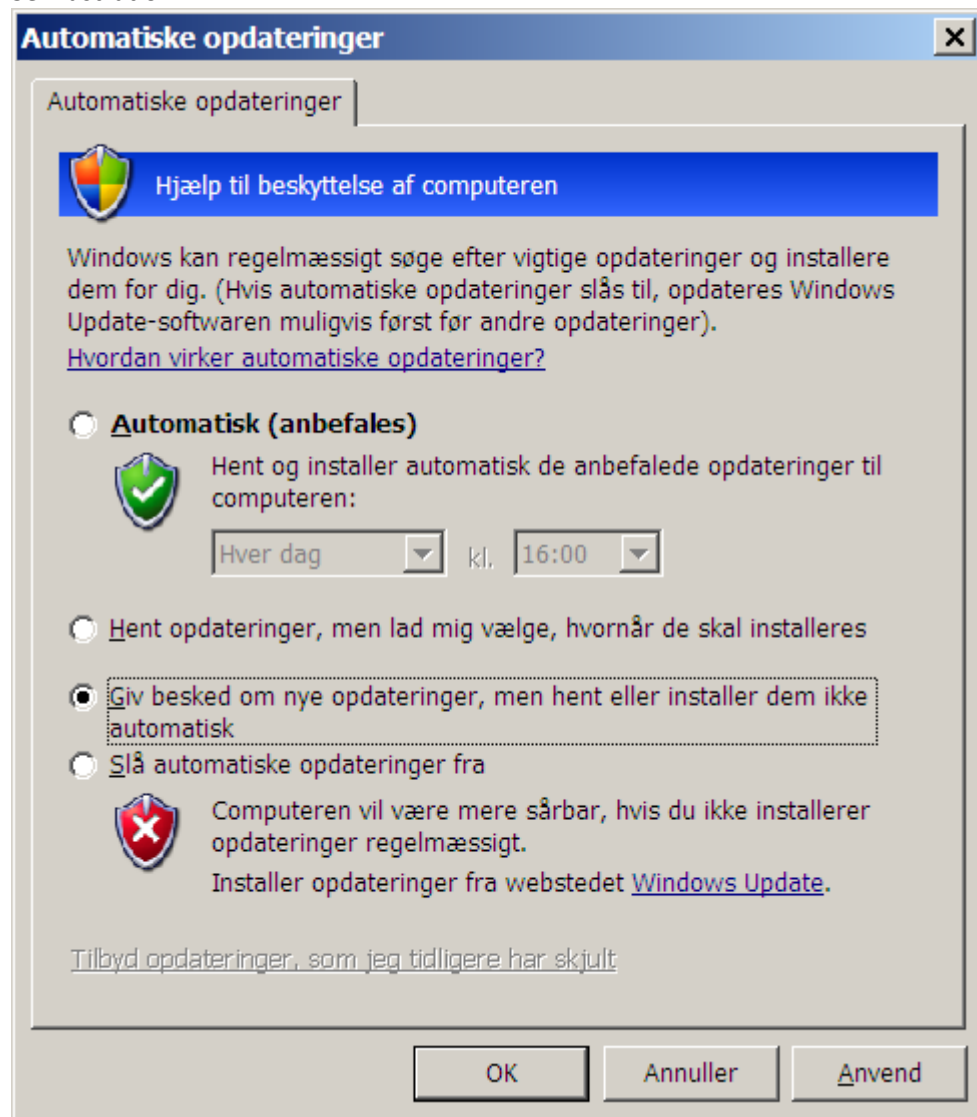 Automatiske opdateringer
Automatiske opdateringer
Hjælp til beskyttelse af computeren
Windows kan regelmæssigt søge efter vigtige opdateringer og installere
dem for dig. (Hvis automatiske opdateringer slås til, opdateres Windows
Update-softwaren muligvis først før andre opdateringer).
Hvordan virker automatiske opdateringer?
Automatisk (anbefales)
Hent og installer automatisk de anbefalede opdateringer til
computeren:
Hver dag kl. 16:00
Hent opdateringer, men lad mig vælge, hvornår de skal installeres
Giv besked om nye opdateringer, men hent eller installer dem ikke
automatisk
Slå automatiske opdateringer fra
Computeren vil være mere sårbar, hvis du ikke installerer
opdateringer regelmæssigt.
Installer opdateringer fra webstedet Windows Update.
Tilbyd opdateringer, som jeg tidligere har skjult
OK Annuller Anvend